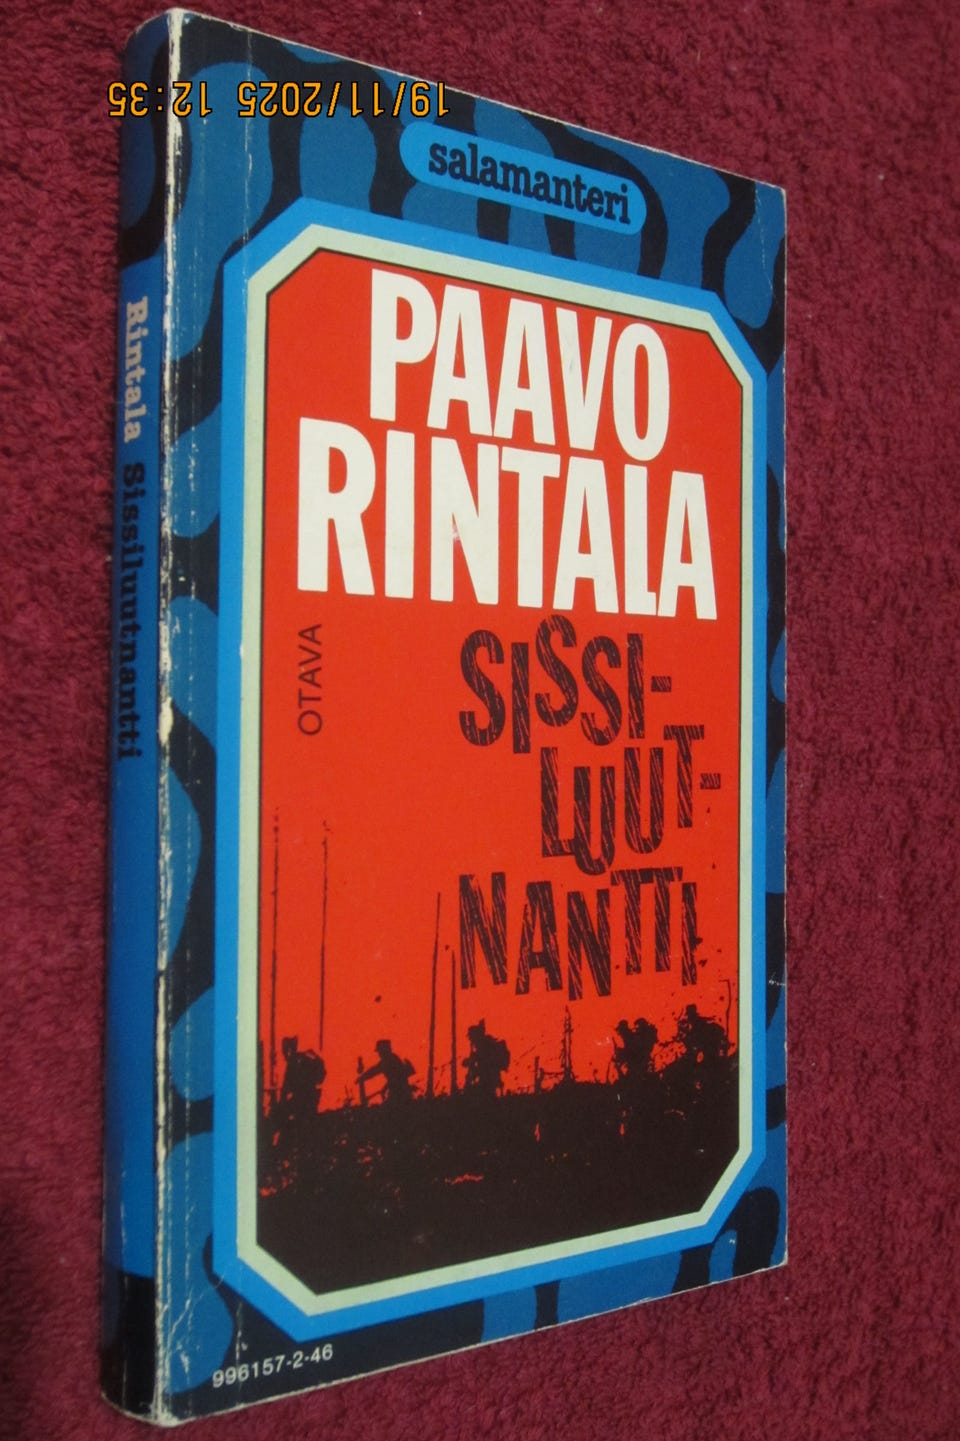 19/11/2025 12:35
salamanteri
PAAVO
RINTALA
OTAVA
SISSI-
LUUT-
NANTTI
996157-2-46
Rintala Sissiluutnantti